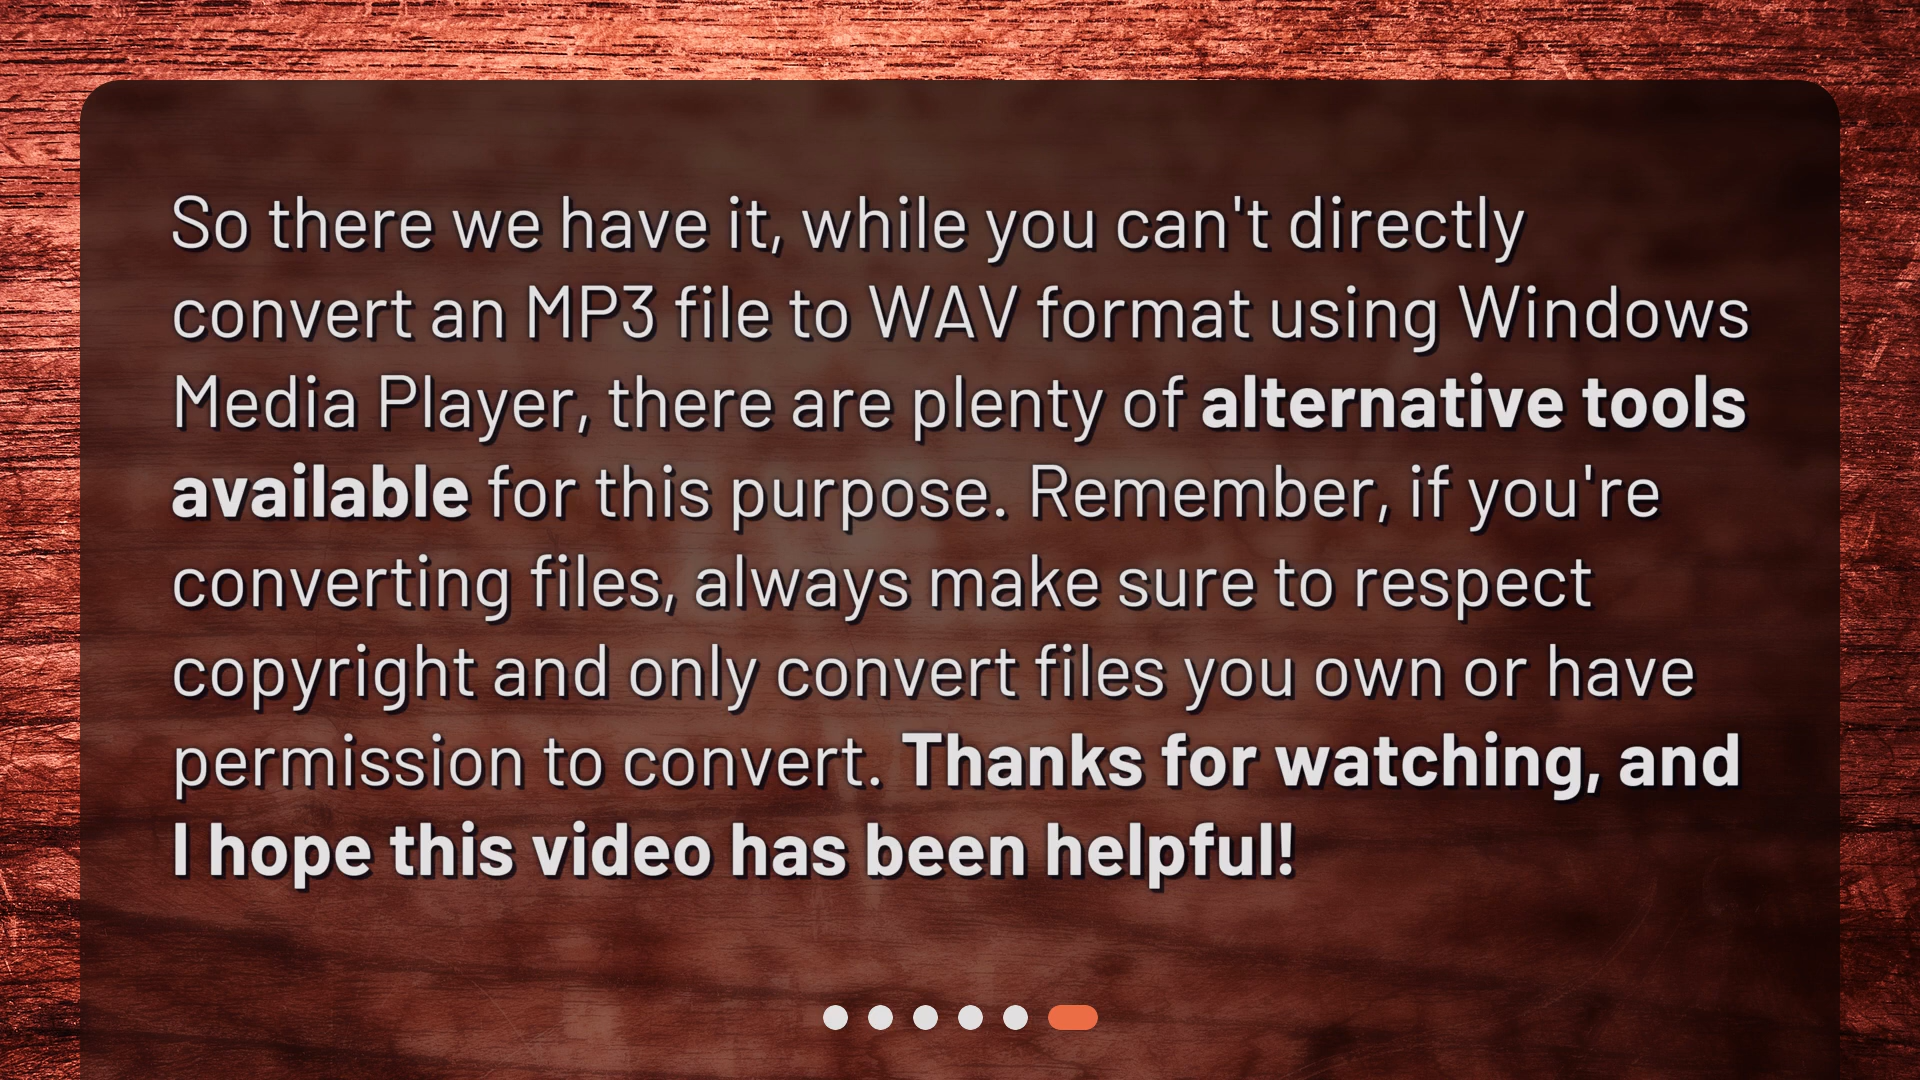 So there we have it, while you can't directly
convert an MP3 file to WAV format using Windows
Media Player, there are plenty of alternative tools
available for this purpose. Remember, if you're
converting files, always make sure to respect
copyright and only convert files you own or have
permission to convert. Thanks for watching, and
I hope this video has been helpful!